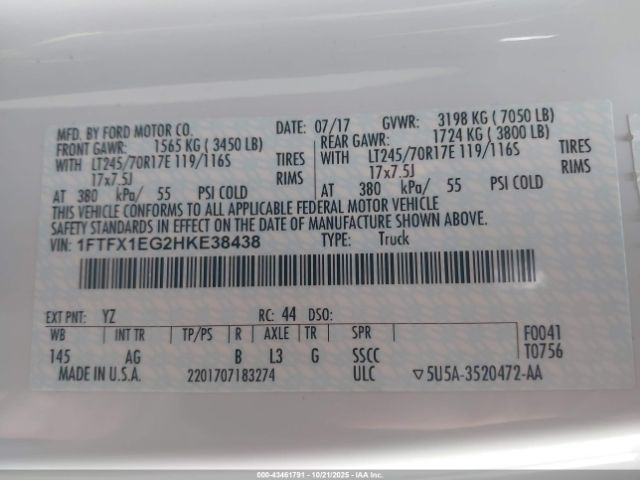 MFD. BY FORD MOTOR CO. DATE: 07/17 GVWR: 3198 KG ( 7050 LB)
FRONT GAWR: 1565 KG ( 3450 LB) REAR GAWR: 1724 KG ( 3800 LB)
WITH LT245/70R17E 119/116S TIRES WITH LT245/70R17E 119/116S TIRES
17x7.5J RIMS 17x7.5J RIMS
AT 380 kPa/ 55 PSI COLD AT 380 kPa/ 55 PSI COLD
THIS VEHICLE CONFORMS TO ALL APPLICABLE FEDERAL MOTOR VEHICLE
SAFETY STANDARDS IN EFFECT ON THE DATE OF MANUFACTURE SHOWN ABOVE.
VIN: 1FTFX1EG2HKE38438 TYPE: Truck
EXT PNT: YZ RC: 44 DSO:
WB INT TR TP/PS R AXLE TR SPR F0041
145 AG B L3 G SSCC T0756
MADE IN U.S.A. 2201707183274 ULC ▽5U5A-3520472-AA
000-43461791 - 10/21/2025 - IAA Inc.